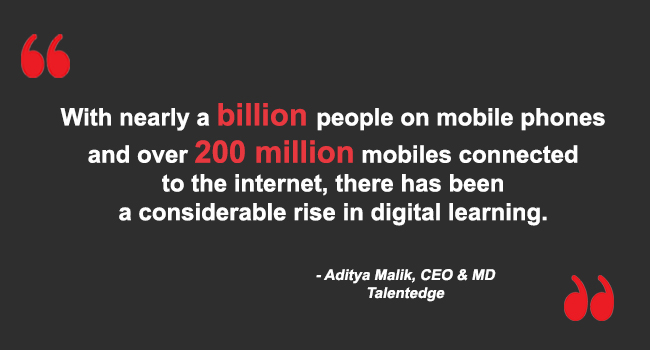 With nearly a billion people on mobile phones
and over 200 million mobiles connected
to the internet, there has been
a considerable rise in digital learning.
- Aditya Malik, CEO & MD
Talentedge